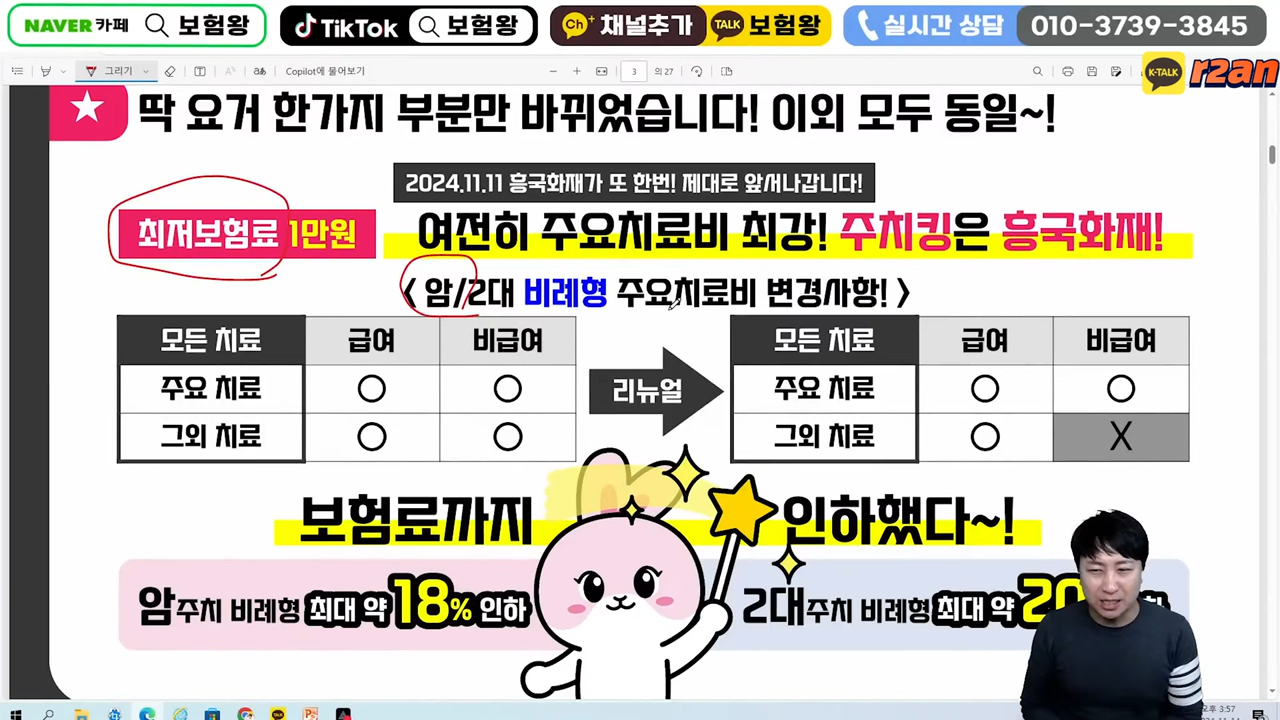 NAVER 카페 보험왕 TikTok 보험왕 Ch+ 채널추가 TALK 보험왕 실시간 상담 010-3739-3845
그리기 Copilot에 물어보기 3 의 27
K-TALK r2an
딱 요거 한가지 부분만 바뀌었습니다! 이외 모두 동일~!
2024.11.11 흥국화재가 또 한번! 제대로 앞서나갑니다!
최저보험료 1만원 여전히 주요치료비 최강! 주치킹은 흥국화재!
< 암/2대 비례형 주요치료비 변경사항! >
모든 치료 급여 비급여
주요 치료 ○ ○
그외 치료 ○ ○
리뉴얼
모든 치료 급여 비급여
주요 치료 ○ ○
그외 치료 ○ X
보험료까지 인하했다~!
암주치 비례형 최대 약 18% 인하
2대주치 비례형 최대 약 20
오후 3:57